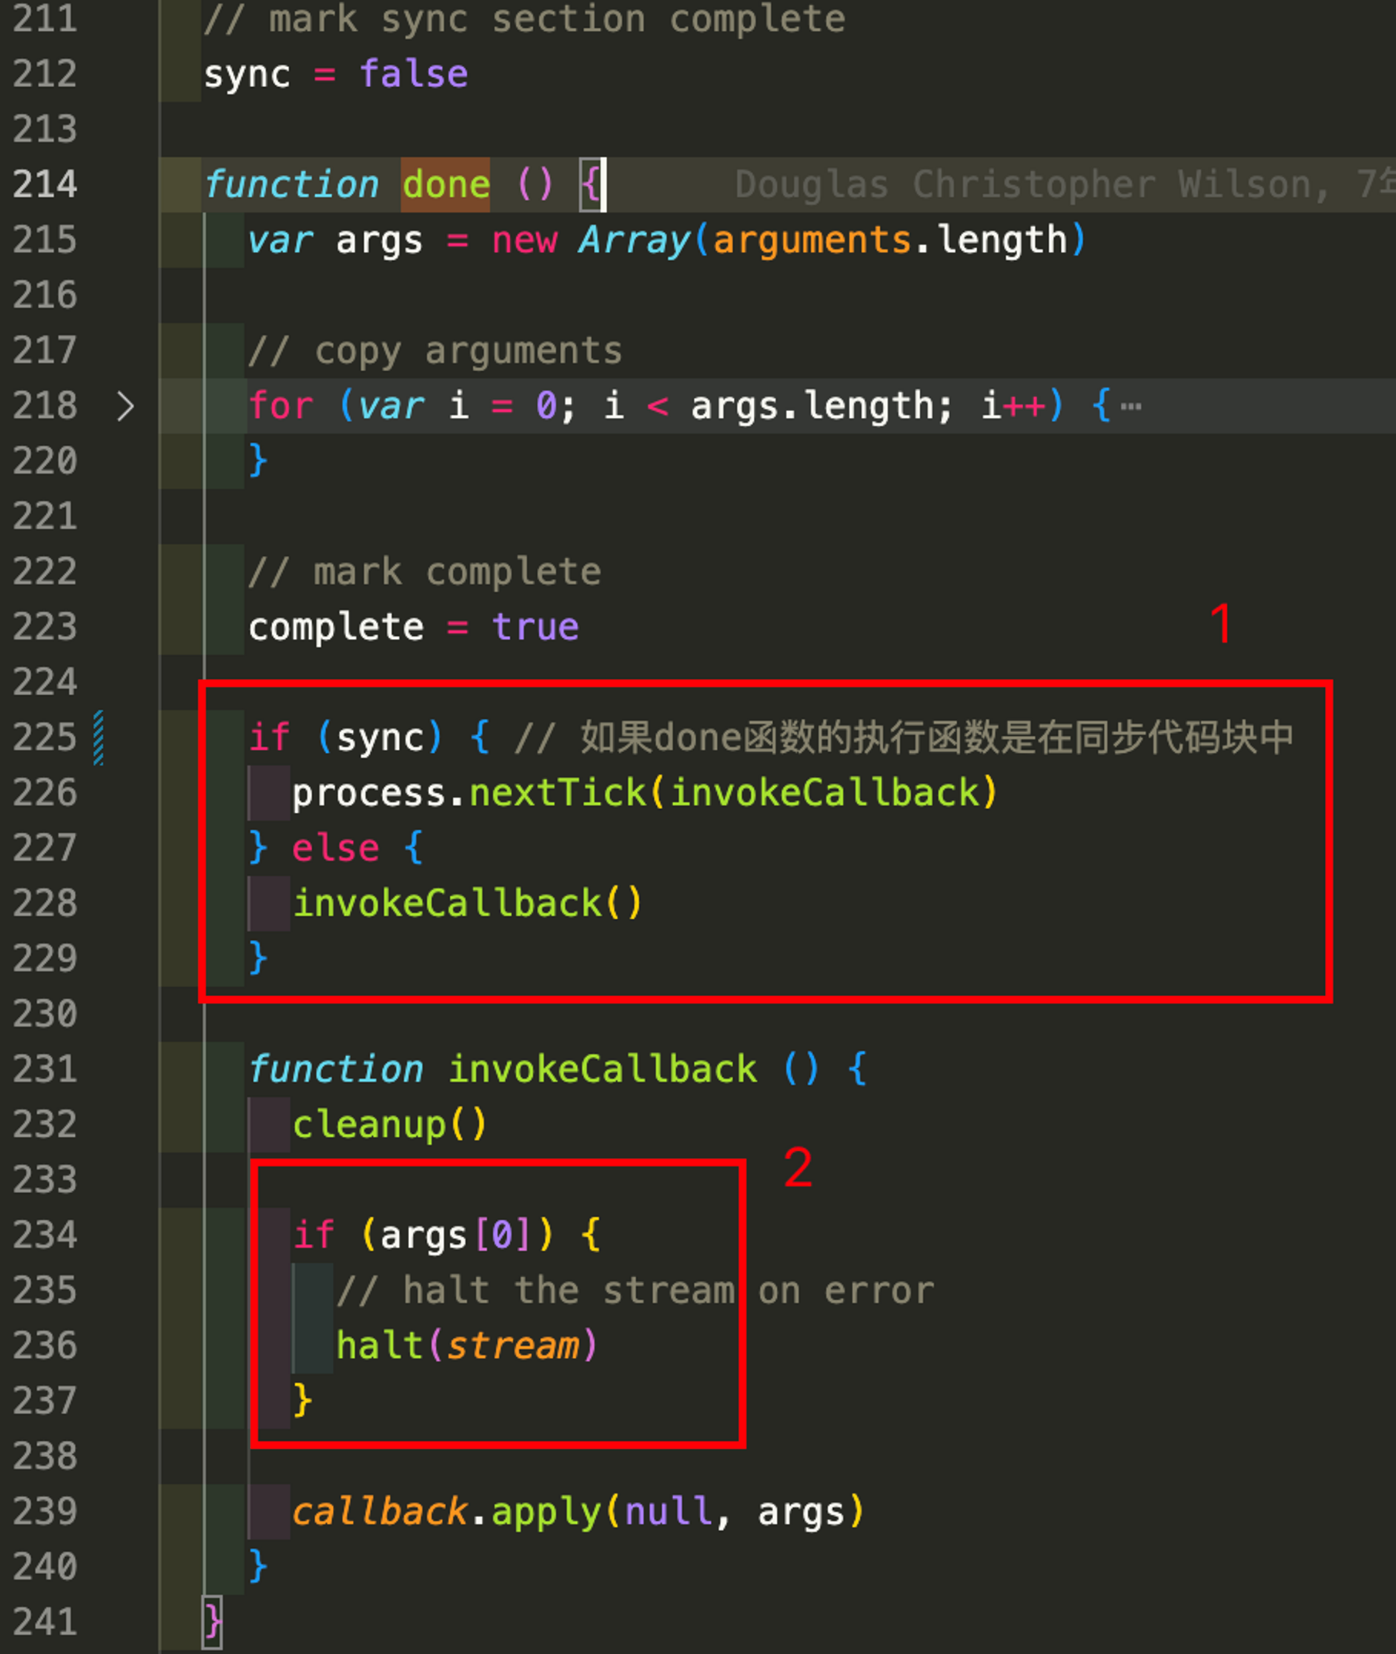 211 // mark sync section complete
212 sync = false
213
214 function done () { Douglas Christopher Wilson, 7年
215 var args = new Array(arguments.length)
216
217 // copy arguments
218 for (var i = 0; i < args.length; i++) {…
220 }
221
222 // mark complete
223 complete = true
1
224
225 if (sync) { // 如果done函数的执行函数是在同步代码块中
226 process.nextTick(invokeCallback)
227 } else {
228 invokeCallback()
229 }
230
231 function invokeCallback () {
232 cleanup()
2
233
234 if (args[0]) {
235 // halt the stream on error
236 halt(stream)
237 }
238
239 callback.apply(null, args)
240 }
241 }